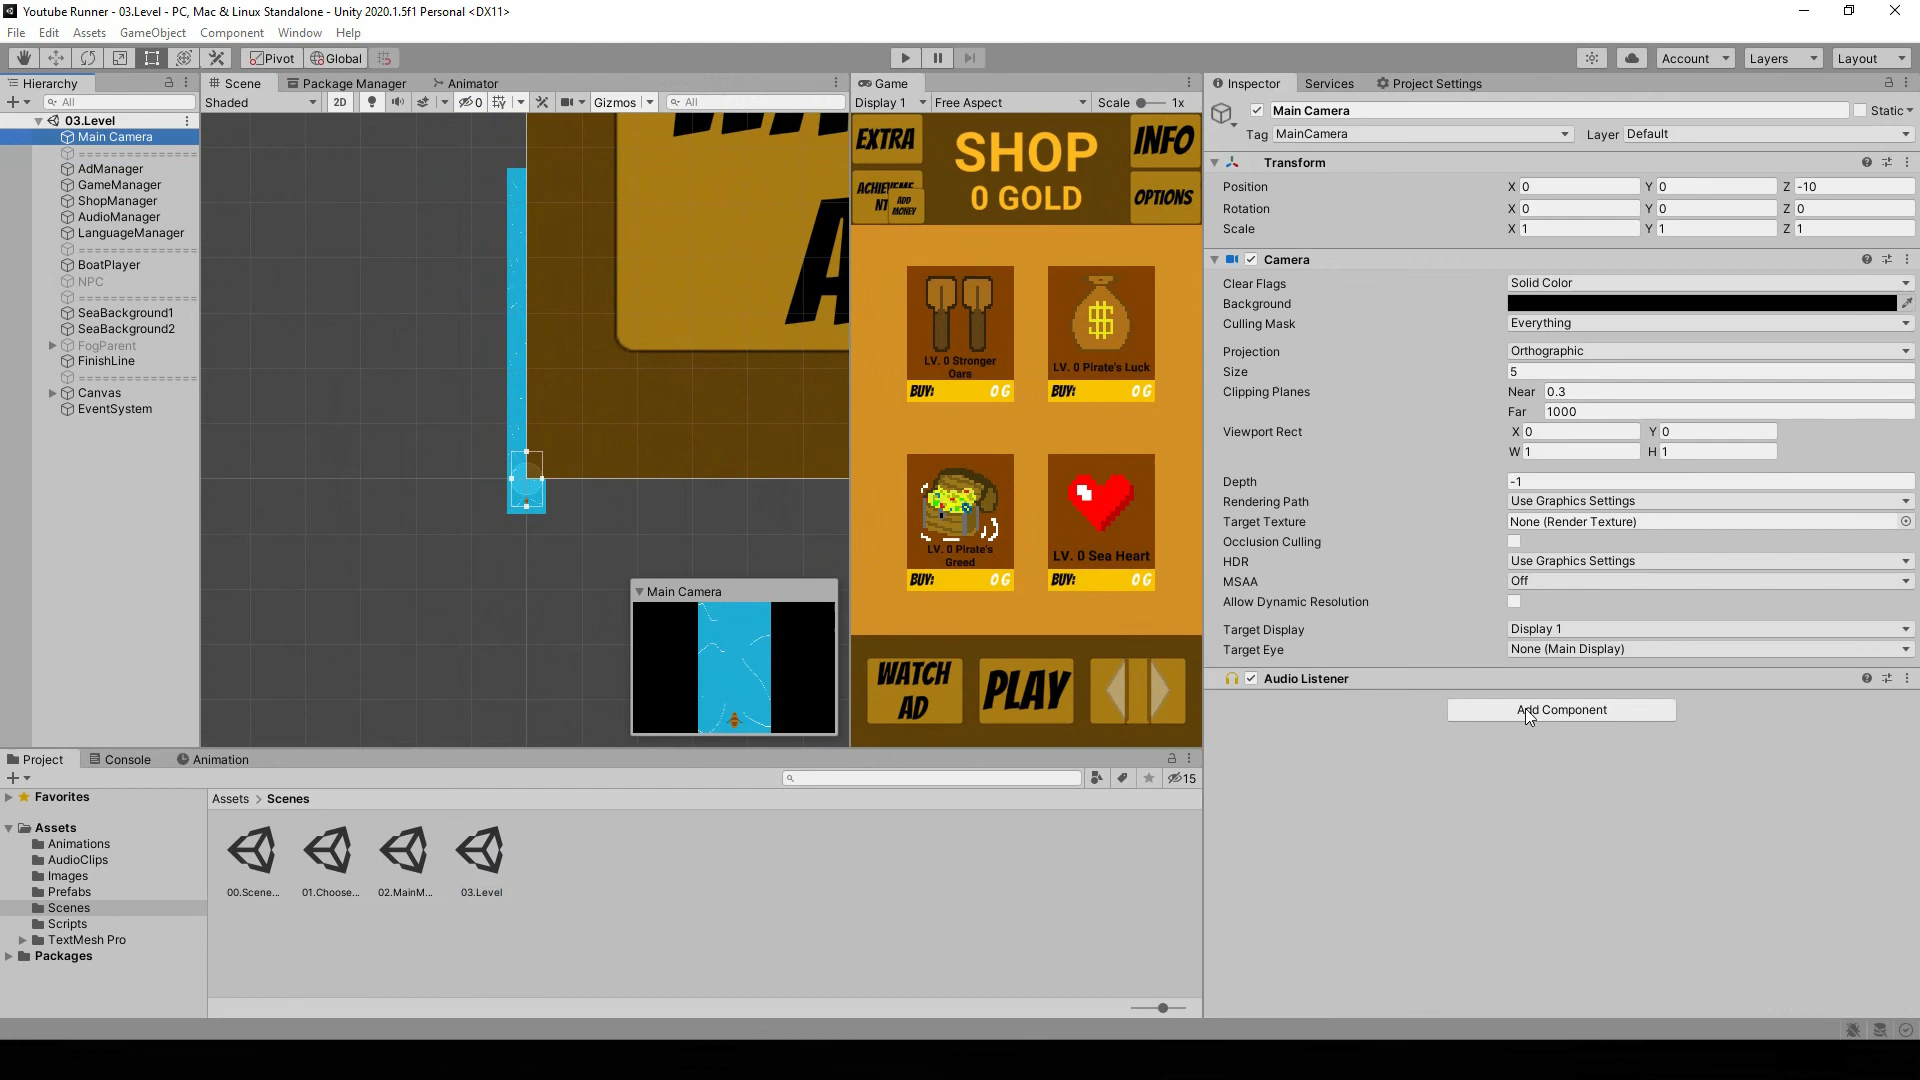 Youtube Runner - 03.Level - PC, Mac & Linux Standalone - Unity 2020.1.5f1 Personal <DX11>
File Edit Assets GameObject Component Window Help
Pivot Global Account Layers Layout
Hierarchy
All
03.Level
Main Camera
====================
AdManager
GameManager
ShopManager
AudioManager
LanguageManager
====================
BoatPlayer
NPC
====================
SeaBackground1
SeaBackground2
FogParent
FinishLine
====================
Canvas
EventSystem
Scene Package Manager Animator
Shaded 2D 0 Gizmos All
Main Camera
Game
Display 1 Free Aspect Scale 1x
EXTRA
SHOP
INFO
ACHIEVEME
NT
ADD
MONEY
0 GOLD
OPTIONS
LV. 0 Stronger
Oars
BUY: 0 G
LV. 0 Pirate's Luck
BUY: 0 G
LV. 0 Pirate's
Greed
BUY: 0 G
LV. 0 Sea Heart
BUY: 0 G
WATCH
AD
PLAY
Inspector Services Project Settings
Main Camera Static
Tag MainCamera Layer Default
Transform
Position X 0 Y 0 Z -10
Rotation X 0 Y 0 Z 0
Scale X 1 Y 1 Z 1
Camera
Clear Flags Solid Color
Background
Culling Mask Everything
Projection Orthographic
Size 5
Clipping Planes Near 0.3
Far 1000
Viewport Rect X 0 Y 0
W 1 H 1
Depth -1
Rendering Path Use Graphics Settings
Target Texture None (Render Texture)
Occlusion Culling
HDR Use Graphics Settings
MSAA Off
Allow Dynamic Resolution
Target Display Display 1
Target Eye None (Main Display)
Audio Listener
Add Component
Project Console Animation
15
Favorites
Assets
Animations
AudioClips
Images
Prefabs
Scenes
Scripts
TextMesh Pro
Packages
Assets > Scenes
00.Scene... 01.Choose... 02.MainM... 03.Level